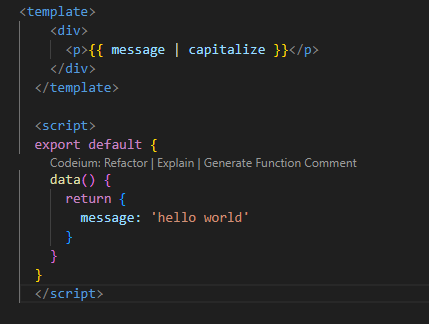 <template>
<div>
<p>{{ message | capitalize }}</p>
</div>
</template>
<script>
export default {
Codeium: Refactor | Explain | Generate Function Comment
data() {
return {
message: 'hello world'
}
}
}
</script>